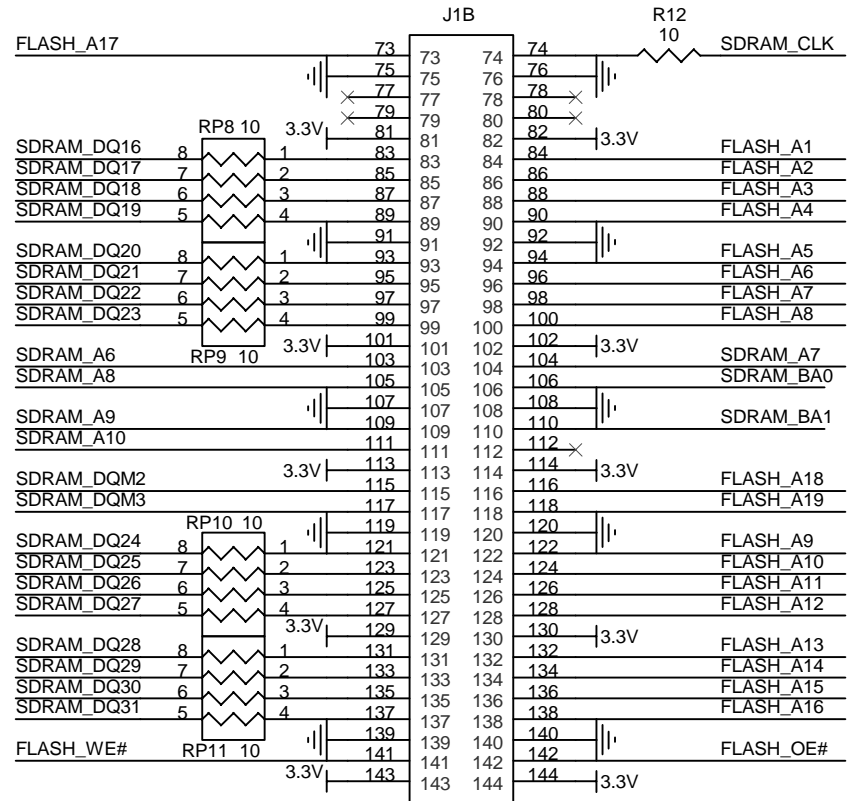 J1B R12
10
FLASH_A17 73 73 74 74 SDRAM_CLK
75 75 76 76
77 77 78 78
79 79 80 80
RP8 10 3.3V 81 81 82 82 3.3V
SDRAM_DQ16 8 1 83 83 84 84 FLASH_A1
SDRAM_DQ17 7 2 85 85 86 86 FLASH_A2
SDRAM_DQ18 6 3 87 87 88 88 FLASH_A3
SDRAM_DQ19 5 4 89 89 90 90 FLASH_A4
91 91 92 92
SDRAM_DQ20 8 1 93 93 94 94 FLASH_A5
SDRAM_DQ21 7 2 95 95 96 96 FLASH_A6
SDRAM_DQ22 6 3 97 97 98 98 FLASH_A7
SDRAM_DQ23 5 4 99 99 100 100 FLASH_A8
RP9 10 3.3V 101 101 102 102 3.3V
SDRAM_A6 103 103 104 104 SDRAM_A7
SDRAM_A8 105 105 106 106 SDRAM_BA0
107 107 108 108
SDRAM_A9 109 109 110 110 SDRAM_BA1
SDRAM_A10 111 111 112 112
3.3V 113 113 114 114 3.3V
SDRAM_DQM2 115 115 116 116 FLASH_A18
SDRAM_DQM3 117 117 118 118 FLASH_A19
RP10 10 119 119 120 120
SDRAM_DQ24 8 1 121 121 122 122 FLASH_A9
SDRAM_DQ25 7 2 123 123 124 124 FLASH_A10
SDRAM_DQ26 6 3 125 125 126 126 FLASH_A11
SDRAM_DQ27 5 4 127 127 128 128 FLASH_A12
3.3V 129 129 130 130 3.3V
SDRAM_DQ28 8 1 131 131 132 132 FLASH_A13
SDRAM_DQ29 7 2 133 133 134 134 FLASH_A14
SDRAM_DQ30 6 3 135 135 136 136 FLASH_A15
SDRAM_DQ31 5 4 137 137 138 138 FLASH_A16
139 139 140 140
FLASH_WE# RP11 10 141 141 142 142 FLASH_OE#
3.3V 143 143 144 144 3.3V